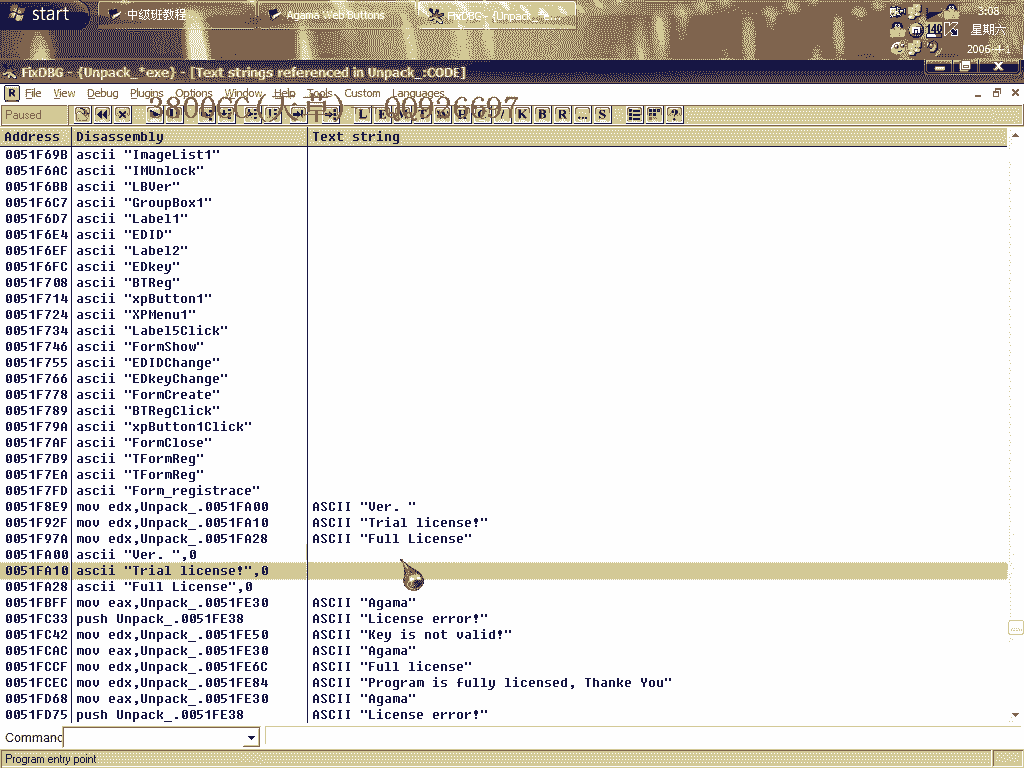 start
中级班教程
Agama Web Buttons
FixDBG - {Unpack_*...
3:08
140
星期六
2006-4-1
FixDBG - {Unpack_*exe} - [Text strings referenced in Unpack_:CODE]
R File View Debug Plugins Options Window Help Tools Custom Languages
3800CC(天草) - QQ936697
Paused
K B R ... S
Address Disassembly Text string
0051F69B ascii "ImageList1"
0051F6AC ascii "IMUnlock"
0051F6BB ascii "LBVer"
0051F6C7 ascii "GroupBox1"
0051F6D7 ascii "Label1"
0051F6E4 ascii "EDID"
0051F6EF ascii "Label2"
0051F6FC ascii "EDkey"
0051F708 ascii "BTReg"
0051F714 ascii "xpButton1"
0051F724 ascii "XPMenu1"
0051F734 ascii "Label5Click"
0051F746 ascii "FormShow"
0051F755 ascii "EDIDChange"
0051F766 ascii "EDkeyChange"
0051F778 ascii "FormCreate"
0051F789 ascii "BTRegClick"
0051F79A ascii "xpButton1Click"
0051F7AF ascii "FormClose"
0051F7B9 ascii "TFormReg"
0051F7EA ascii "TFormReg"
0051F7FD ascii "Form_registrace"
0051F8E9 mov edx,Unpack_.0051FA00 ASCII "Ver. "
0051F92F mov edx,Unpack_.0051FA10 ASCII "Trial license!"
0051F97A mov edx,Unpack_.0051FA28 ASCII "Full License"
0051FA00 ascii "Ver. ",0
0051FA10 ascii "Trial license!",0
0051FA28 ascii "Full License",0
0051FBFF mov eax,Unpack_.0051FE30 ASCII "Agama"
0051FC33 push Unpack_.0051FE38 ASCII "License error!"
0051FC42 mov edx,Unpack_.0051FE50 ASCII "Key is not valid!"
0051FCAC mov eax,Unpack_.0051FE30 ASCII "Agama"
0051FCCF mov edx,Unpack_.0051FE6C ASCII "Full license"
0051FCEC mov edx,Unpack_.0051FE84 ASCII "Program is fully licensed, Thanke You"
0051FD68 mov eax,Unpack_.0051FE30 ASCII "Agama"
0051FD75 push Unpack_.0051FE38 ASCII "License error!"
Command
Program entry point